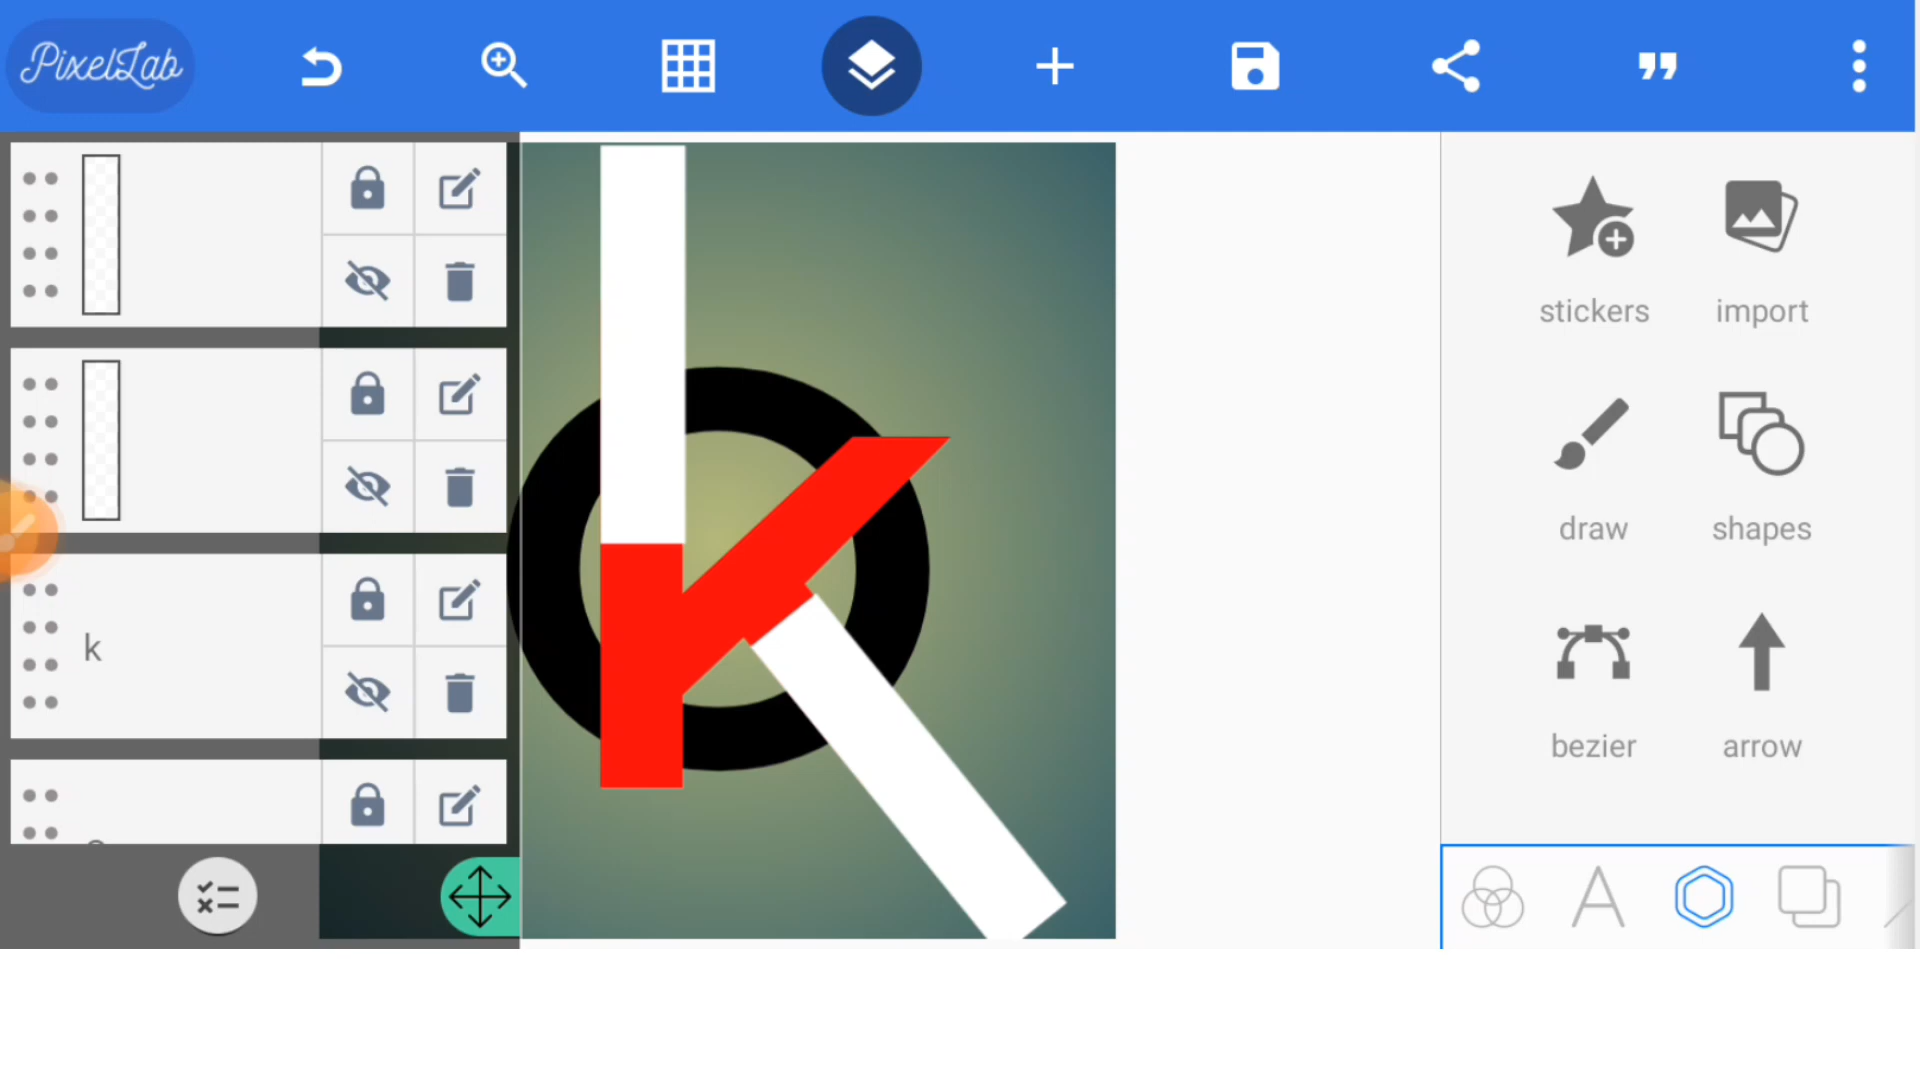 PixelLab
stickers
import
draw
shapes
k
bezier
arrow